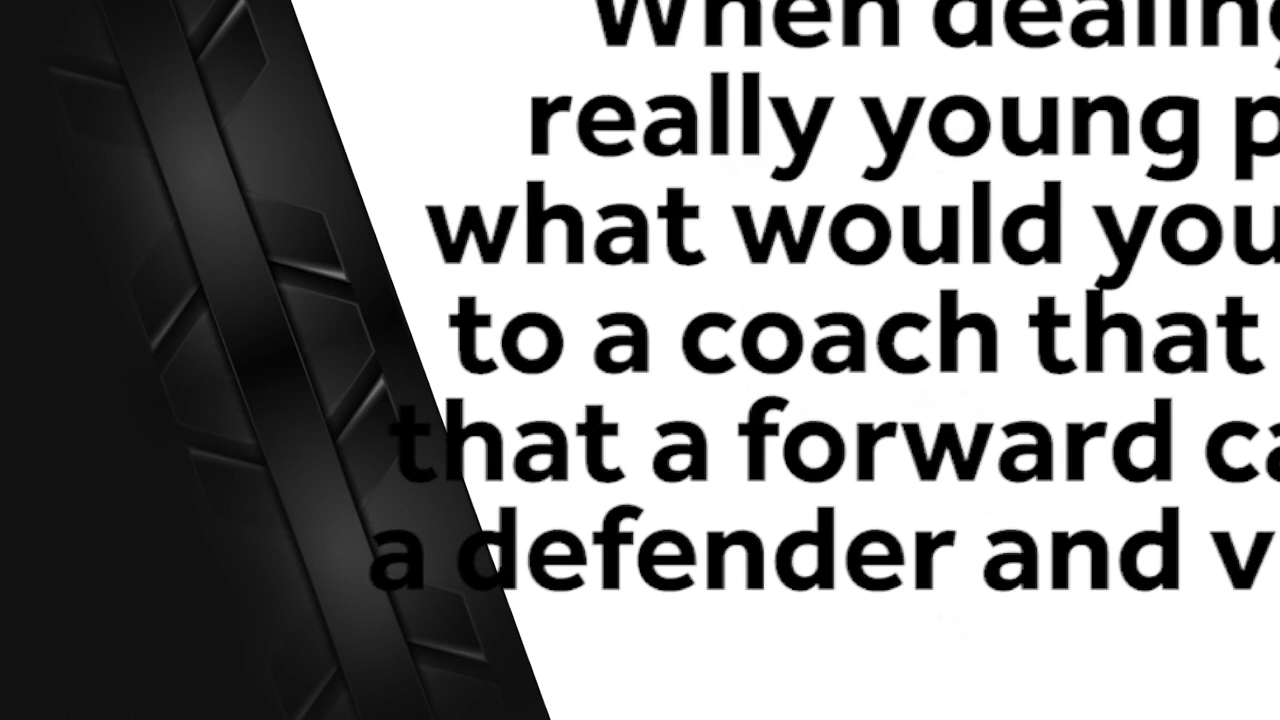 When dealing
really young p
what would you
to a coach that
that a forward ca
a defender and v